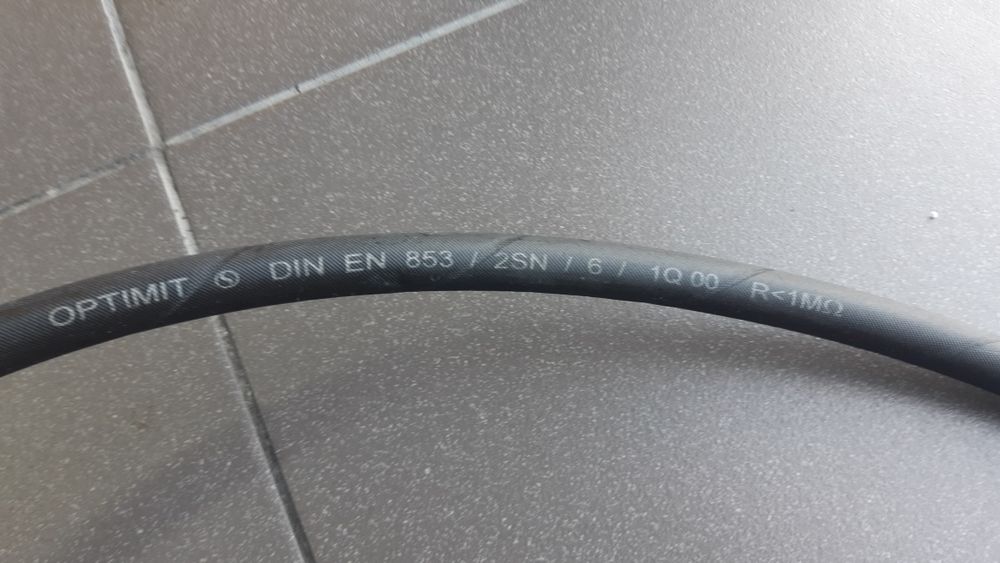 OPTIMIT DIN EN 853 / 2SN / 6 / 1Q 00 R<1MΩ